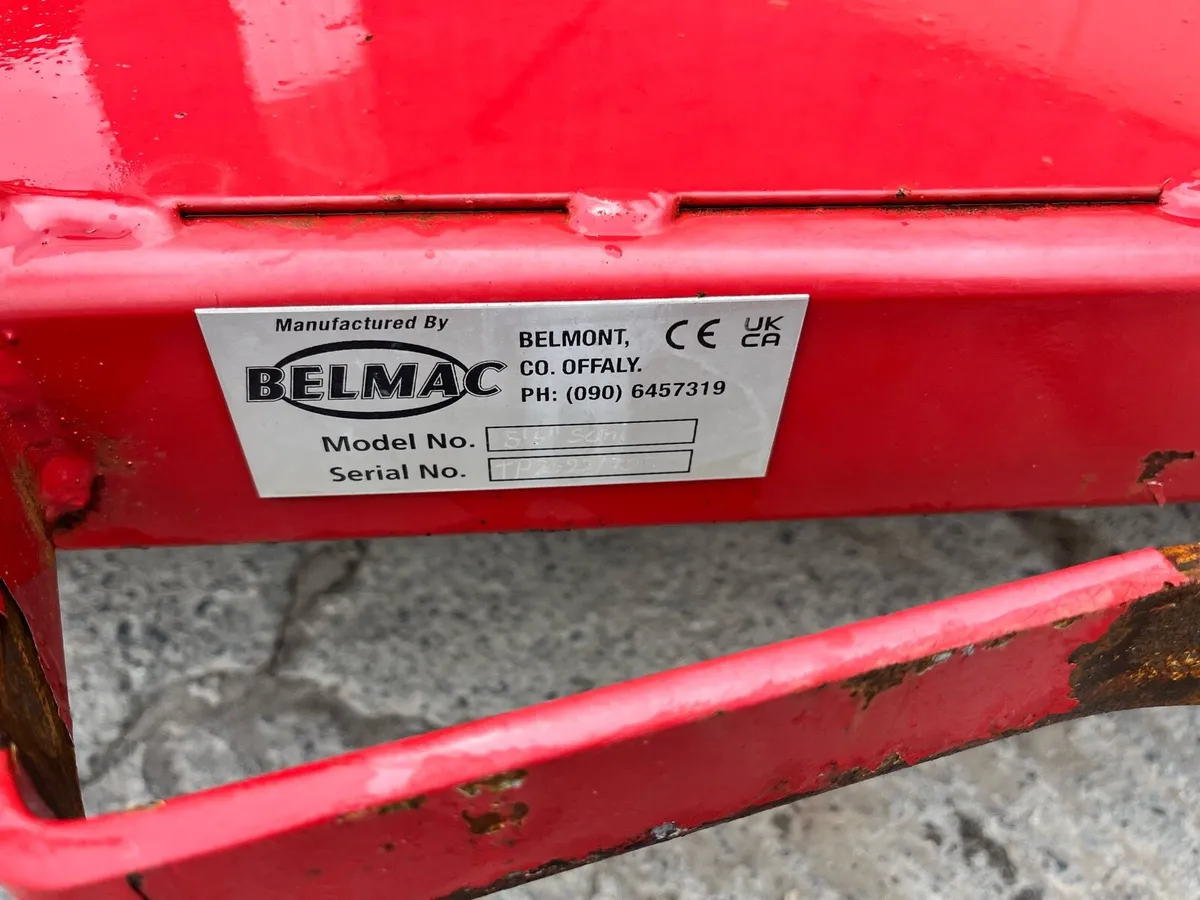 Manufactured By
BELMAC
BELMONT,
CO. OFFALY.
PH: (090) 6457319
CE
UK
CA
Model No.
Serial No.